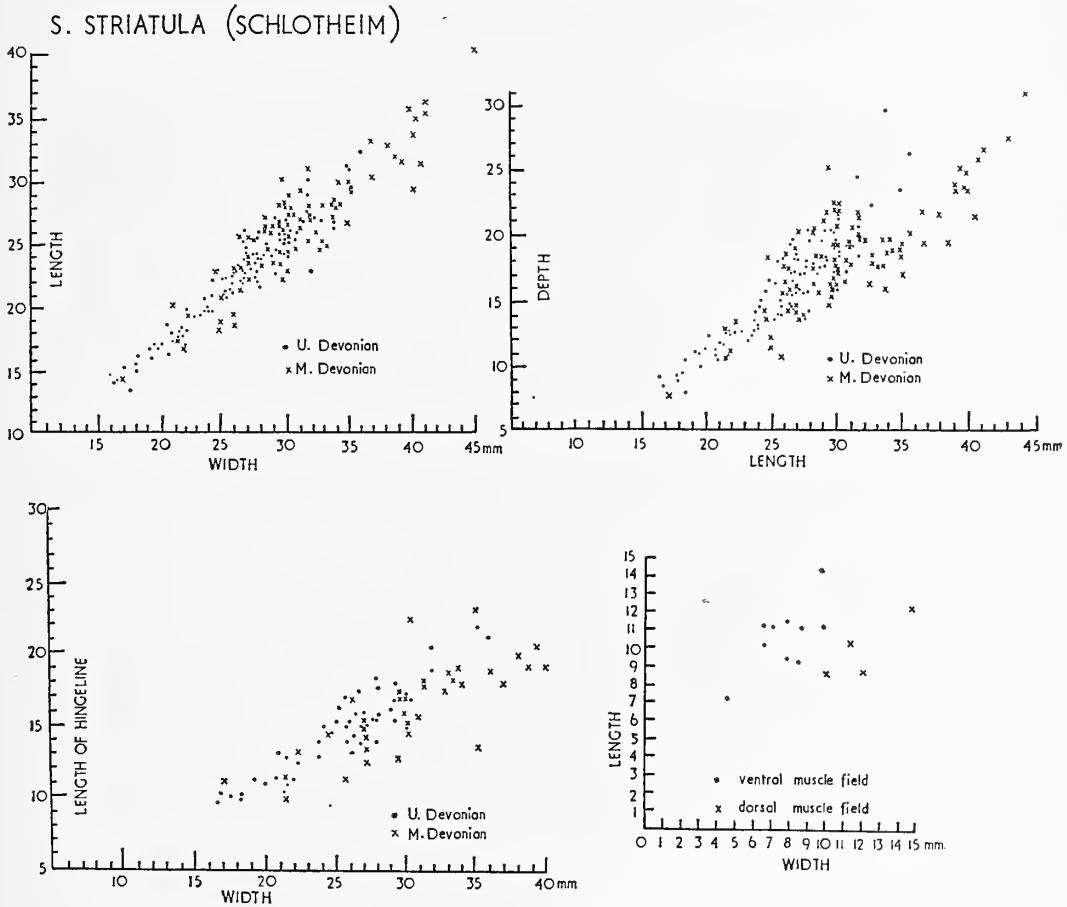 S. STRIATULA (SCHLOTHEIM)
40
35
30
25
20
15
10
LENGTH
15 20 25 30 35 40 45mm
WIDTH
• U. Devonian
x M. Devonian
30
25
20
15
10
5
DEPTH
10 15 20 25 30 35 40 45mm
LENGTH
• U. Devonian
x M. Devonian
30
25
20
15
10
5
LENGTH OF HINGELINE
10 15 20 25 30 35 40mm
WIDTH
• U. Devonian
x M. Devonian
15
14
13
12
11
10
9
8
7
6
5
4
3
2
1
LENGTH
0 1 2 3 4 5 6 7 8 9 10 11 12 13 14 15 mm.
WIDTH
• ventral muscle field
x dorsal muscle field